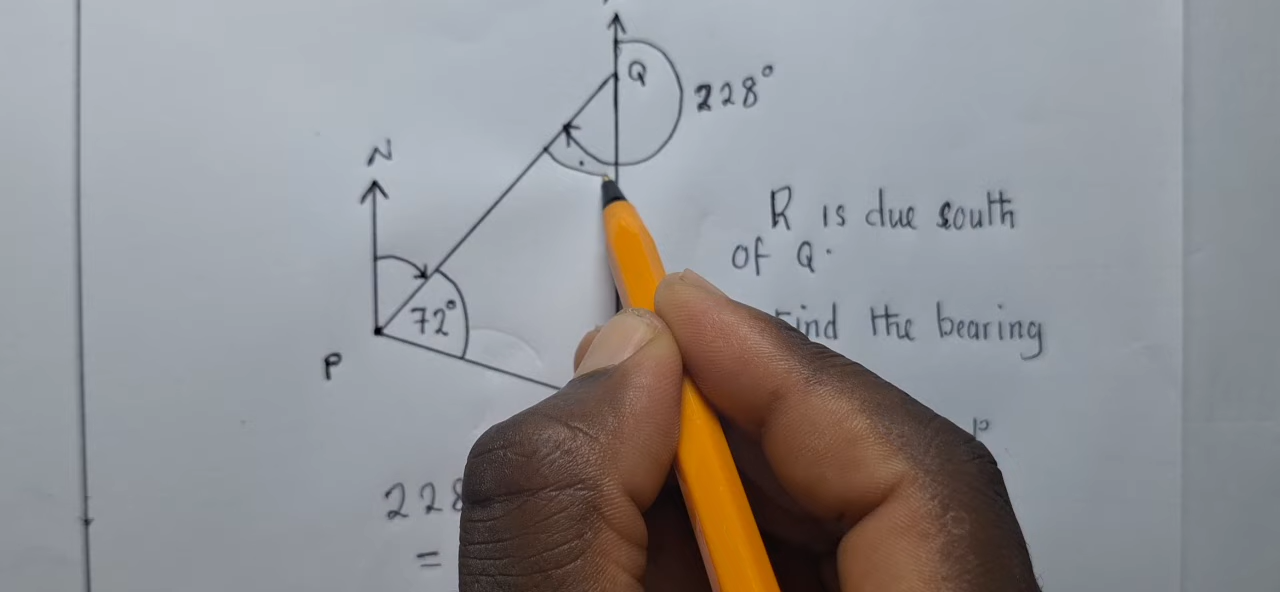 Q
228°
N
R is due south
of Q.
72°
Find the bearing
P
P
228
=